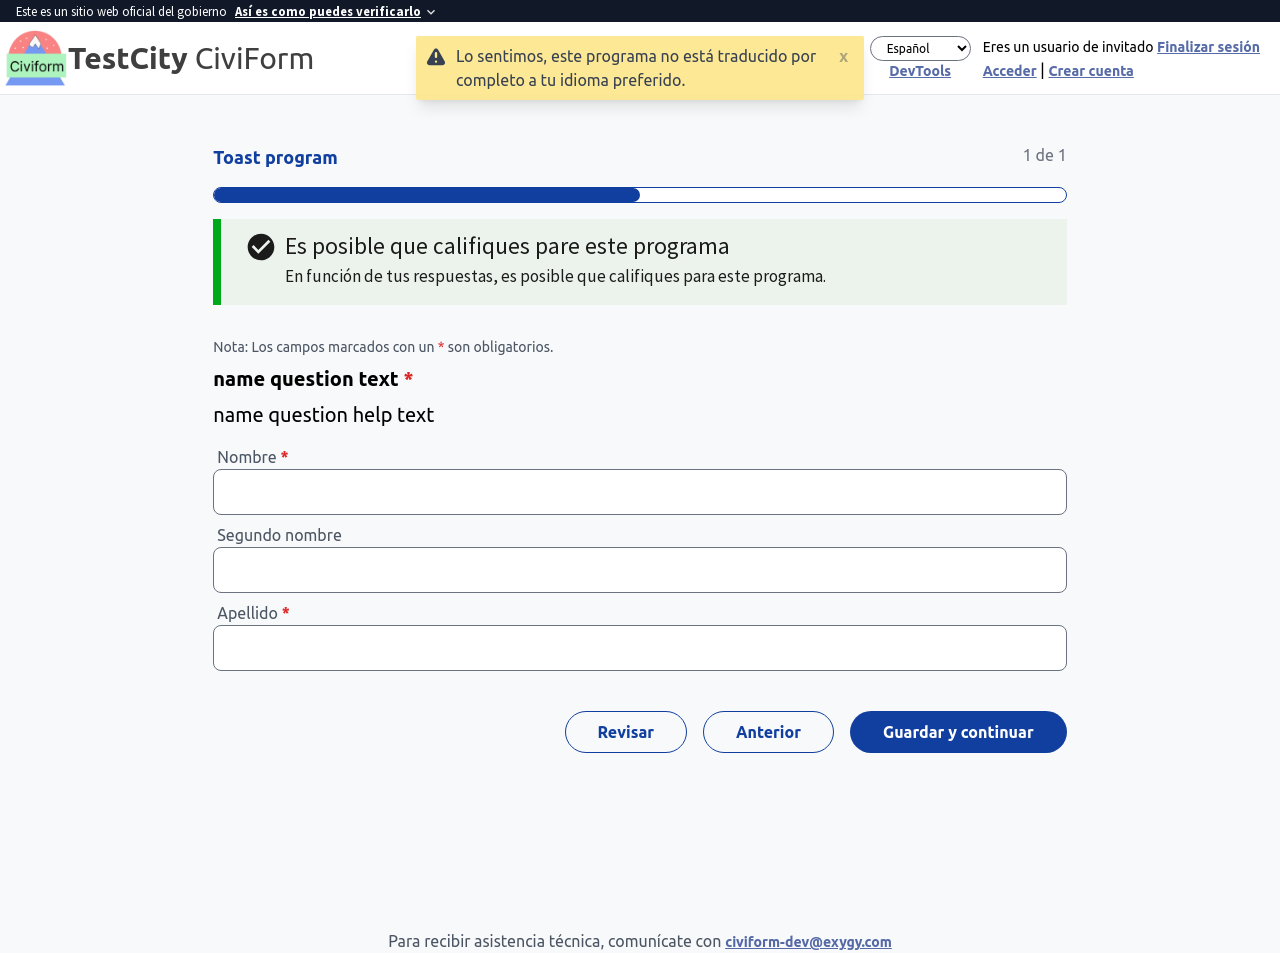 Este es un sitio web oficial del gobierno Así es como puedes verificarlo
Civiform
TestCity CiviForm
Lo sentimos, este programa no está traducido por
completo a tu idioma preferido.
x
Español
DevTools
Eres un usuario de invitado Finalizar sesión
Acceder | Crear cuenta
Toast program
1 de 1
Es posible que califiques pare este programa
En función de tus respuestas, es posible que califiques para este programa.
Nota: Los campos marcados con un * son obligatorios.
name question text *
name question help text
Nombre *
Segundo nombre
Apellido *
Revisar
Anterior
Guardar y continuar
Para recibir asistencia técnica, comunícate con civiform-dev@exygy.com